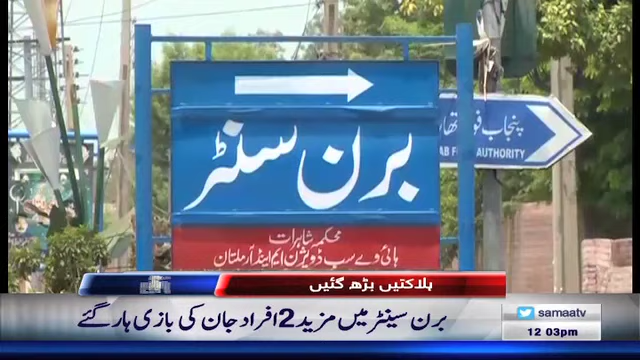 برن سنٹر
پنجاب فوڈ اتھا
AB FOOD AUTHORITY
محکمہ شاہرات
ہائی وے سب ڈویژن ایم اینڈ آر ملتان
ہلاکتیں بڑھ گئیں
برن سینٹر میں مزید 2 افراد جان کی بازی ہار گئے
samaatv
12 03pm